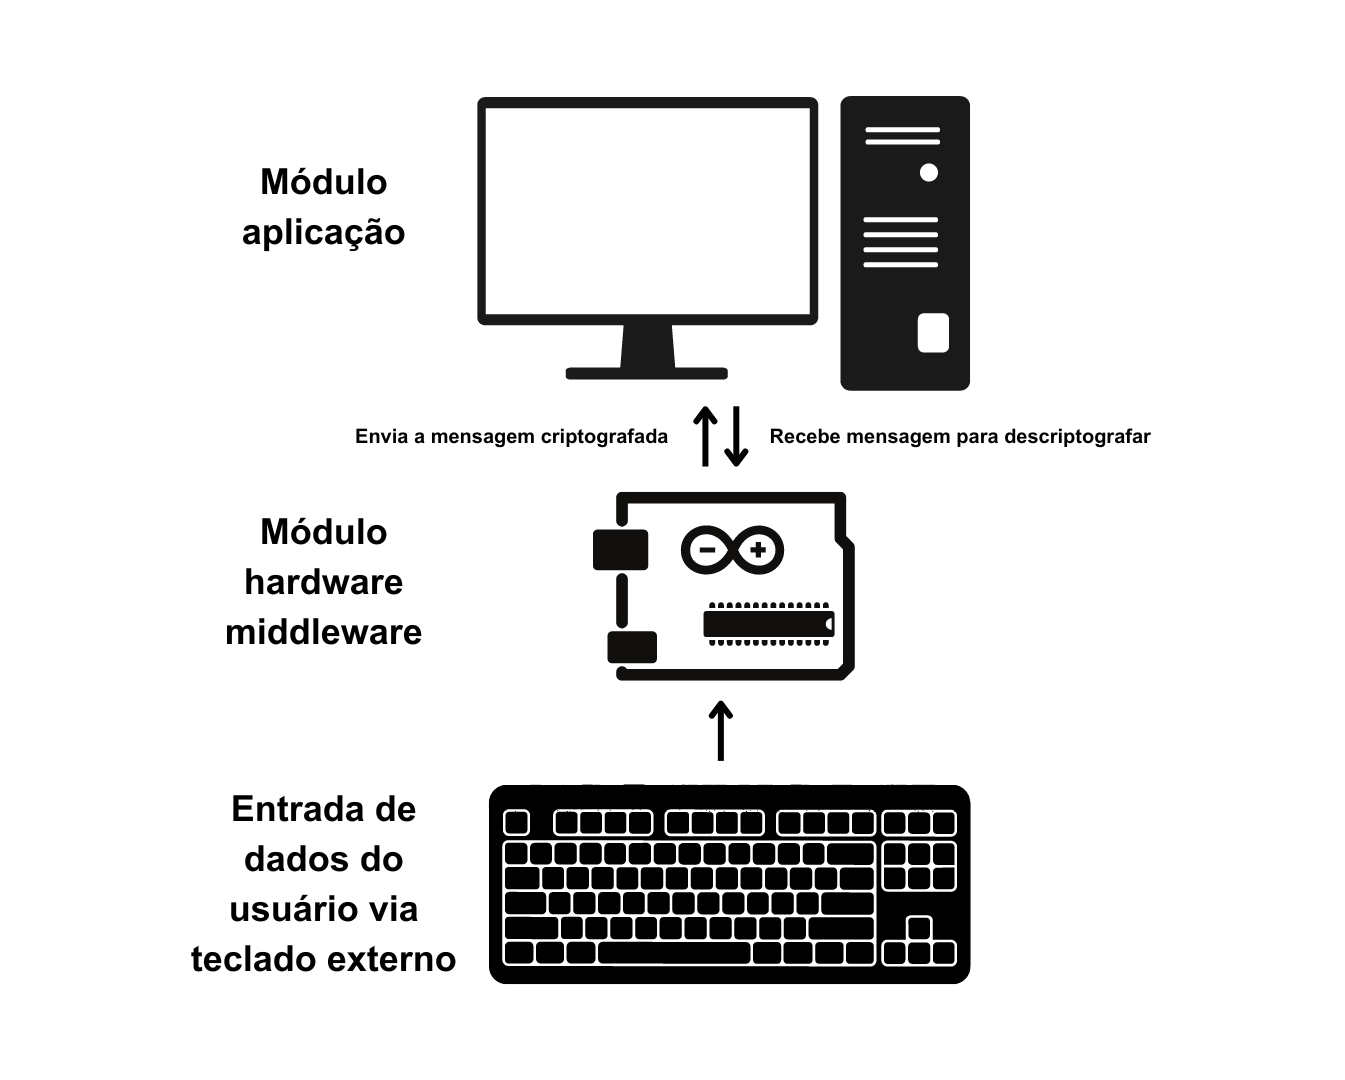 Módulo
aplicação
Envia a mensagem criptografada
Recebe mensagem para descriptografar
Módulo
hardware
middleware
Entrada de
dados do
usuário via
teclado externo